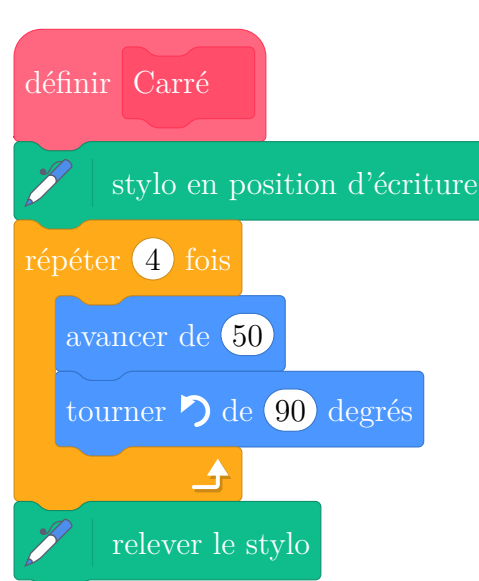 définir Carré
stylo en position d'écriture
répéter 4 fois
avancer de 50
tourner de 90 degrés
relever le stylo